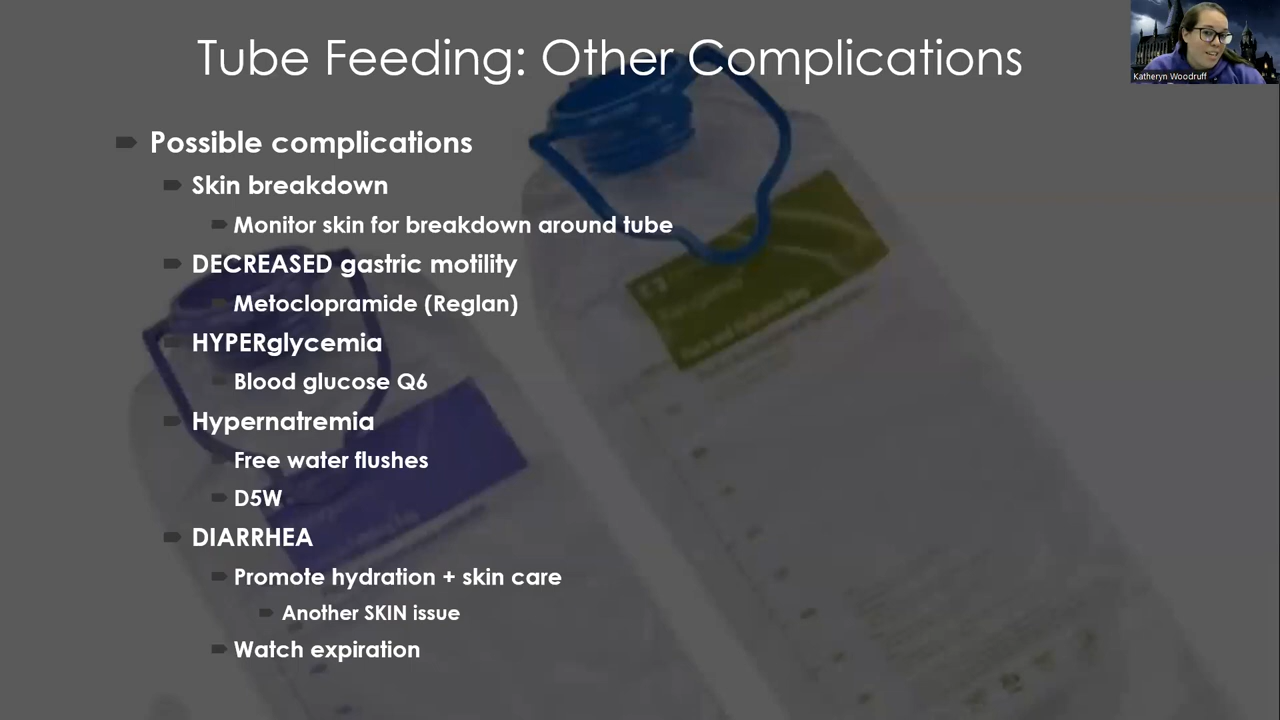 Tube Feeding: Other Complications
Katheryn Woodruff
Possible complications
Skin breakdown
Monitor skin for breakdown around tube
DECREASED gastric motility
Metoclopramide (Reglan)
HYPERglycemia
Blood glucose Q6
Hypernatremia
Free water flushes
D5W
DIARRHEA
Promote hydration + skin care
Another SKIN issue
Watch expiration